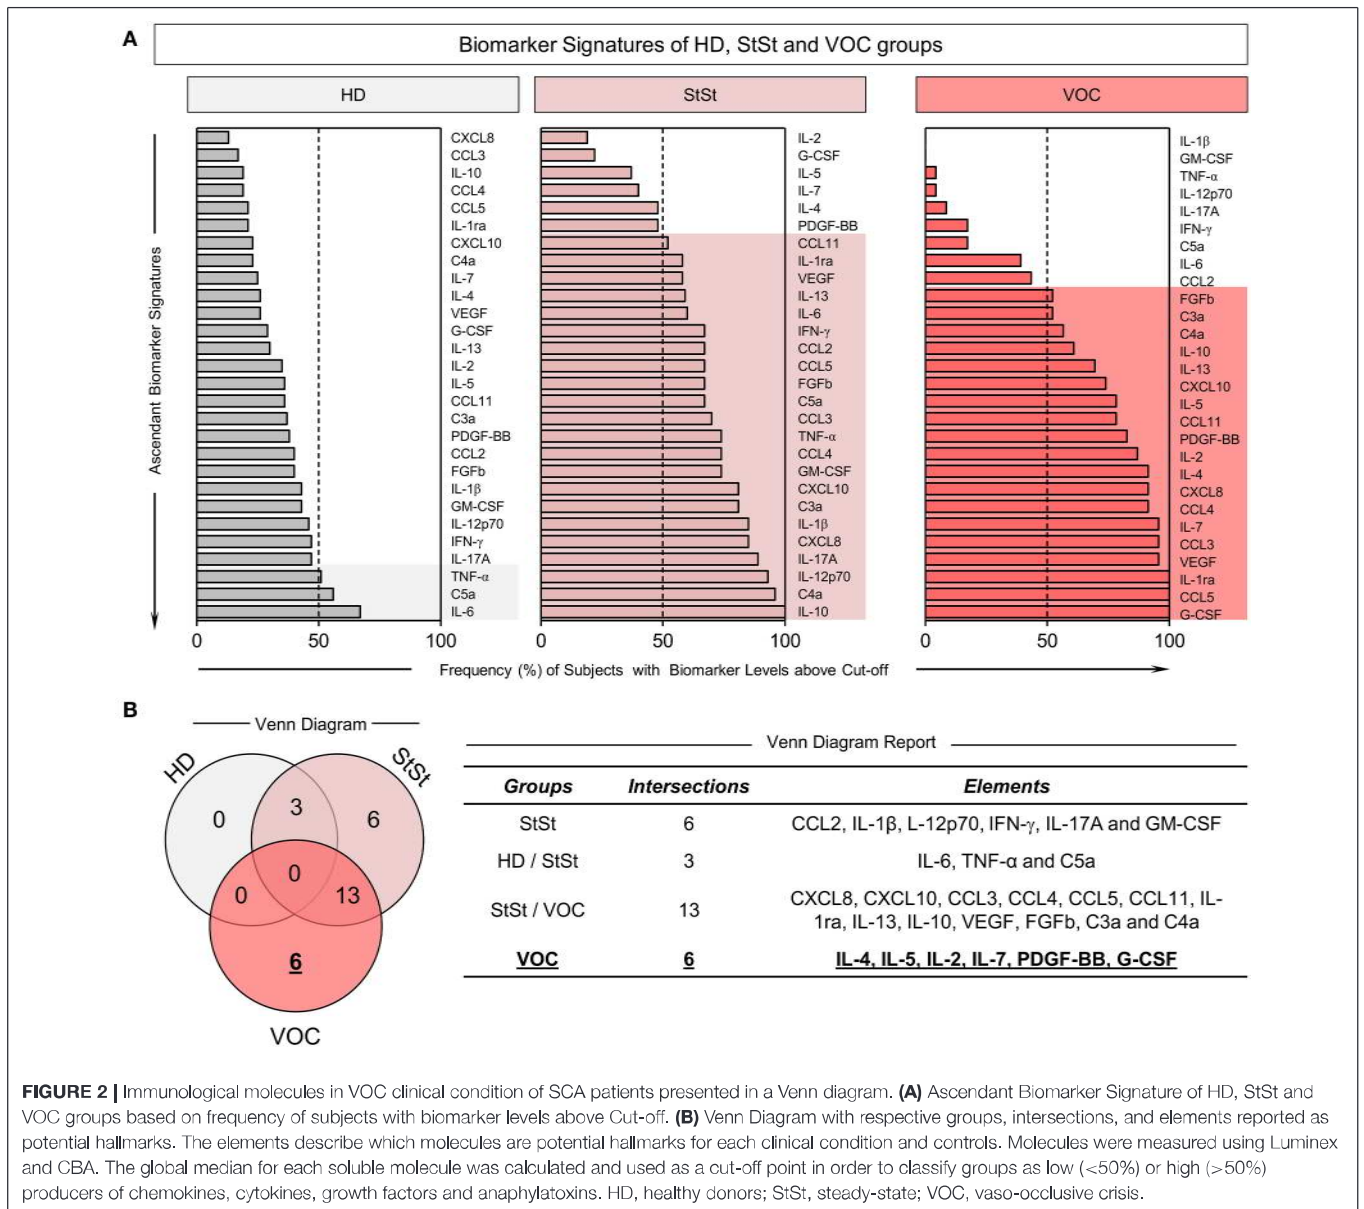 A
Biomarker Signatures of HD, StSt and VOC groups
HD
StSt
VOC
Ascendant Biomarker Signatures
CXCL8
CCL3
IL-10
CCL4
CCL5
IL-1ra
CXCL10
C4a
IL-7
IL-4
VEGF
G-CSF
IL-13
IL-2
IL-5
CCL11
C3a
PDGF-BB
CCL2
FGFb
IL-1β
GM-CSF
IL-12p70
IFN-γ
IL-17A
TNF-α
C5a
IL-6
0 50 100
IL-2
G-CSF
IL-5
IL-7
IL-4
PDGF-BB
CCL11
IL-1ra
VEGF
IL-13
IL-6
IFN-γ
CCL2
CCL5
FGFb
C5a
CCL3
TNF-α
CCL4
GM-CSF
CXCL10
C3a
IL-1β
CXCL8
IL-17A
IL-12p70
C4a
IL-10
0 50 100
IL-1β
GM-CSF
TNF-α
IL-12p70
IL-17A
IFN-γ
C5a
IL-6
CCL2
FGFb
C3a
C4a
IL-10
IL-13
CXCL10
IL-5
CCL11
PDGF-BB
IL-2
IL-4
CXCL8
CCL4
IL-7
CCL3
VEGF
IL-1ra
CCL5
G-CSF
0 50 100
Frequency (%) of Subjects with Biomarker Levels above Cut-off
B
Venn Diagram
HD
StSt
0
3
6
0
0
13
6
VOC
Venn Diagram Report
Groups Intersections Elements
StSt 6 CCL2, IL-1β, L-12p70, IFN-γ, IL-17A and GM-CSF
HD / StSt 3 IL-6, TNF-α and C5a
StSt / VOC 13 CXCL8, CXCL10, CCL3, CCL4, CCL5, CCL11, IL-
1ra, IL-13, IL-10, VEGF, FGFb, C3a and C4a
VOC 6 IL-4, IL-5, IL-2, IL-7, PDGF-BB, G-CSF
FIGURE 2 | Immunological molecules in VOC clinical condition of SCA patients presented in a Venn diagram. (A) Ascendant Biomarker Signature of HD, StSt and
VOC groups based on frequency of subjects with biomarker levels above Cut-off. (B) Venn Diagram with respective groups, intersections, and elements reported as
potential hallmarks. The elements describe which molecules are potential hallmarks for each clinical condition and controls. Molecules were measured using Luminex
and CBA. The global median for each soluble molecule was calculated and used as a cut-off point in order to classify groups as low (<50%) or high (>50%)
producers of chemokines, cytokines, growth factors and anaphylatoxins. HD, healthy donors; StSt, steady-state; VOC, vaso-occlusive crisis.